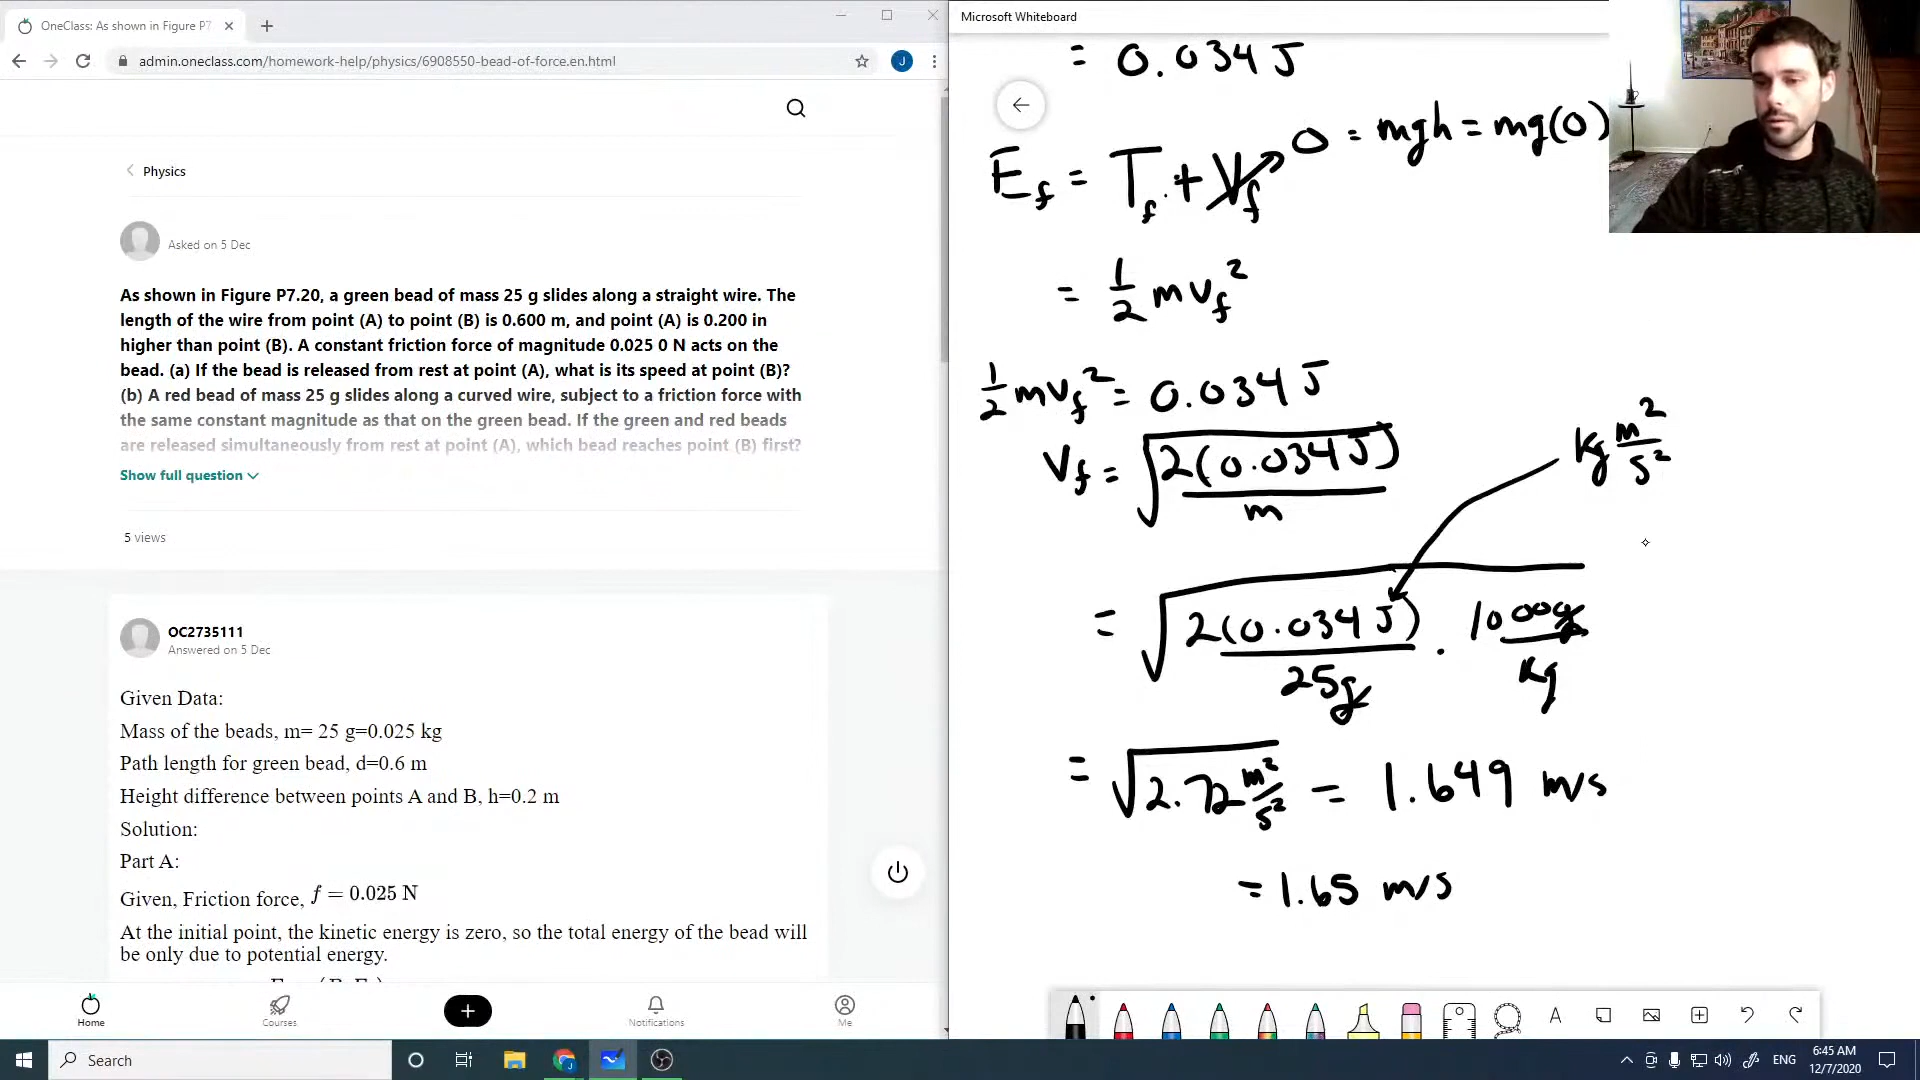 OneClass: As shown in Figure P7
admin.oneclass.com/homework-help/physics/6908550-bead-of-force.en.html
J
Physics
Asked on 5 Dec
As shown in Figure P7.20, a green bead of mass 25 g slides along a straight wire. The
length of the wire from point (A) to point (B) is 0.600 m, and point (A) is 0.200 in
higher than point (B). A constant friction force of magnitude 0.025 0 N acts on the
bead. (a) If the bead is released from rest at point (A), what is its speed at point (B)?
(b) A red bead of mass 25 g slides along a curved wire, subject to a friction force with
the same constant magnitude as that on the green bead. If the green and red beads
are released simultaneously from rest at point (A), which bead reaches point (B) first?
Show full question
5 views
OC2735111
Answered on 5 Dec
Given Data:
Mass of the beads, m= 25 g=0.025 kg
Path length for green bead, d=0.6 m
Height difference between points A and B, h=0.2 m
Solution:
Part A:
Given, Friction force, f = 0.025 N
At the initial point, the kinetic energy is zero, so the total energy of the bead will
be only due to potential energy.
Home
Courses
Notifications
Me
Microsoft Whiteboard
= 0.034 J
E_f = T_f + V_f 0 = mgh = mg(0)
= 1/2 m v_f^2
1/2 m v_f^2 = 0.034 J
V_f = √(2(0.034 J)/m)
kg m^2/s^2
= √(2(0.034 J)/25g · 1000g/kg)
= √(2.72 m^2/s^2) = 1.649 m/s
= 1.65 m/s
Search
ENG
6:45 AM
12/7/2020